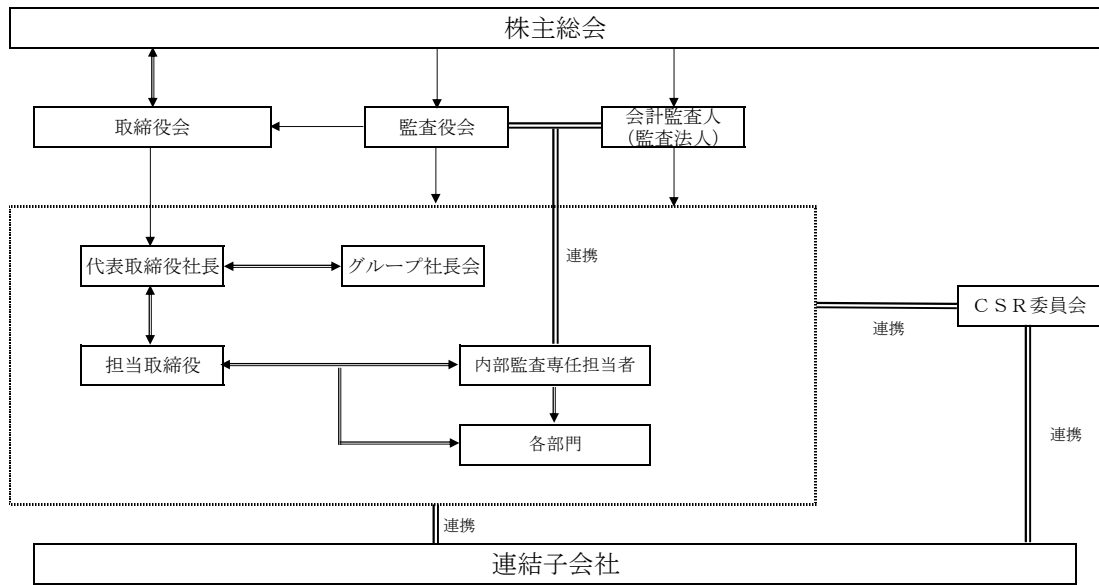 株主総会
取締役会
監査役会
会計監査人
(監査法人)
連携
代表取締役社長
グループ社長会
CSR委員会
連携
担当取締役
内部監査専任担当者
各部門
連携
連携
連結子会社